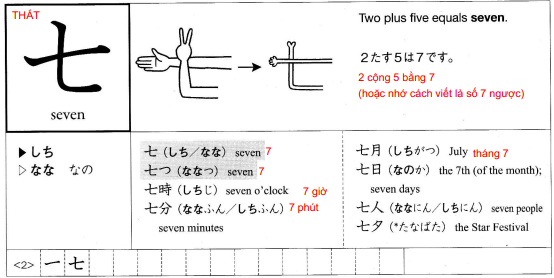 THẤT
七
seven
Two plus five equals seven.
2たす5は7です。
2 cộng 5 bằng 7
(hoặc nhớ cách viết là số 7 ngược)
▶しち
▷なな なの
七 (しち／なな) seven 7
七つ (ななつ) seven 7
七時 (しちじ) seven o'clock 7 giờ
七分 (ななふん／しちふん) 7 phút
seven minutes
七月 (しちがつ) July tháng 7
七日 (なのか) the 7th (of the month);
seven days
七人 (ななにん／しちにん) seven people
七夕 (*たなばた) the Star Festival
<2> 一 七